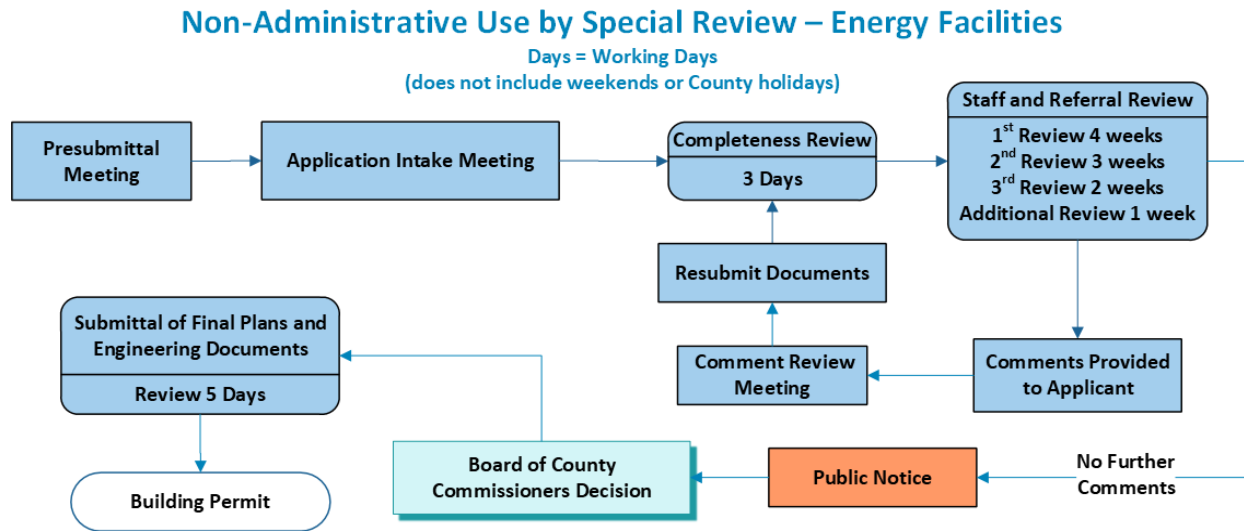 Non-Administrative Use by Special Review – Energy Facilities
Days = Working Days
(does not include weekends or County holidays)
Presubmittal
Meeting
Application Intake Meeting
Completeness Review
3 Days
Staff and Referral Review
1st Review 4 weeks
2nd Review 3 weeks
3rd Review 2 weeks
Additional Review 1 week
Resubmit Documents
Comment Review
Meeting
Comments Provided
to Applicant
Submittal of Final Plans and
Engineering Documents
Review 5 Days
Building Permit
Board of County
Commissioners Decision
Public Notice
No Further
Comments